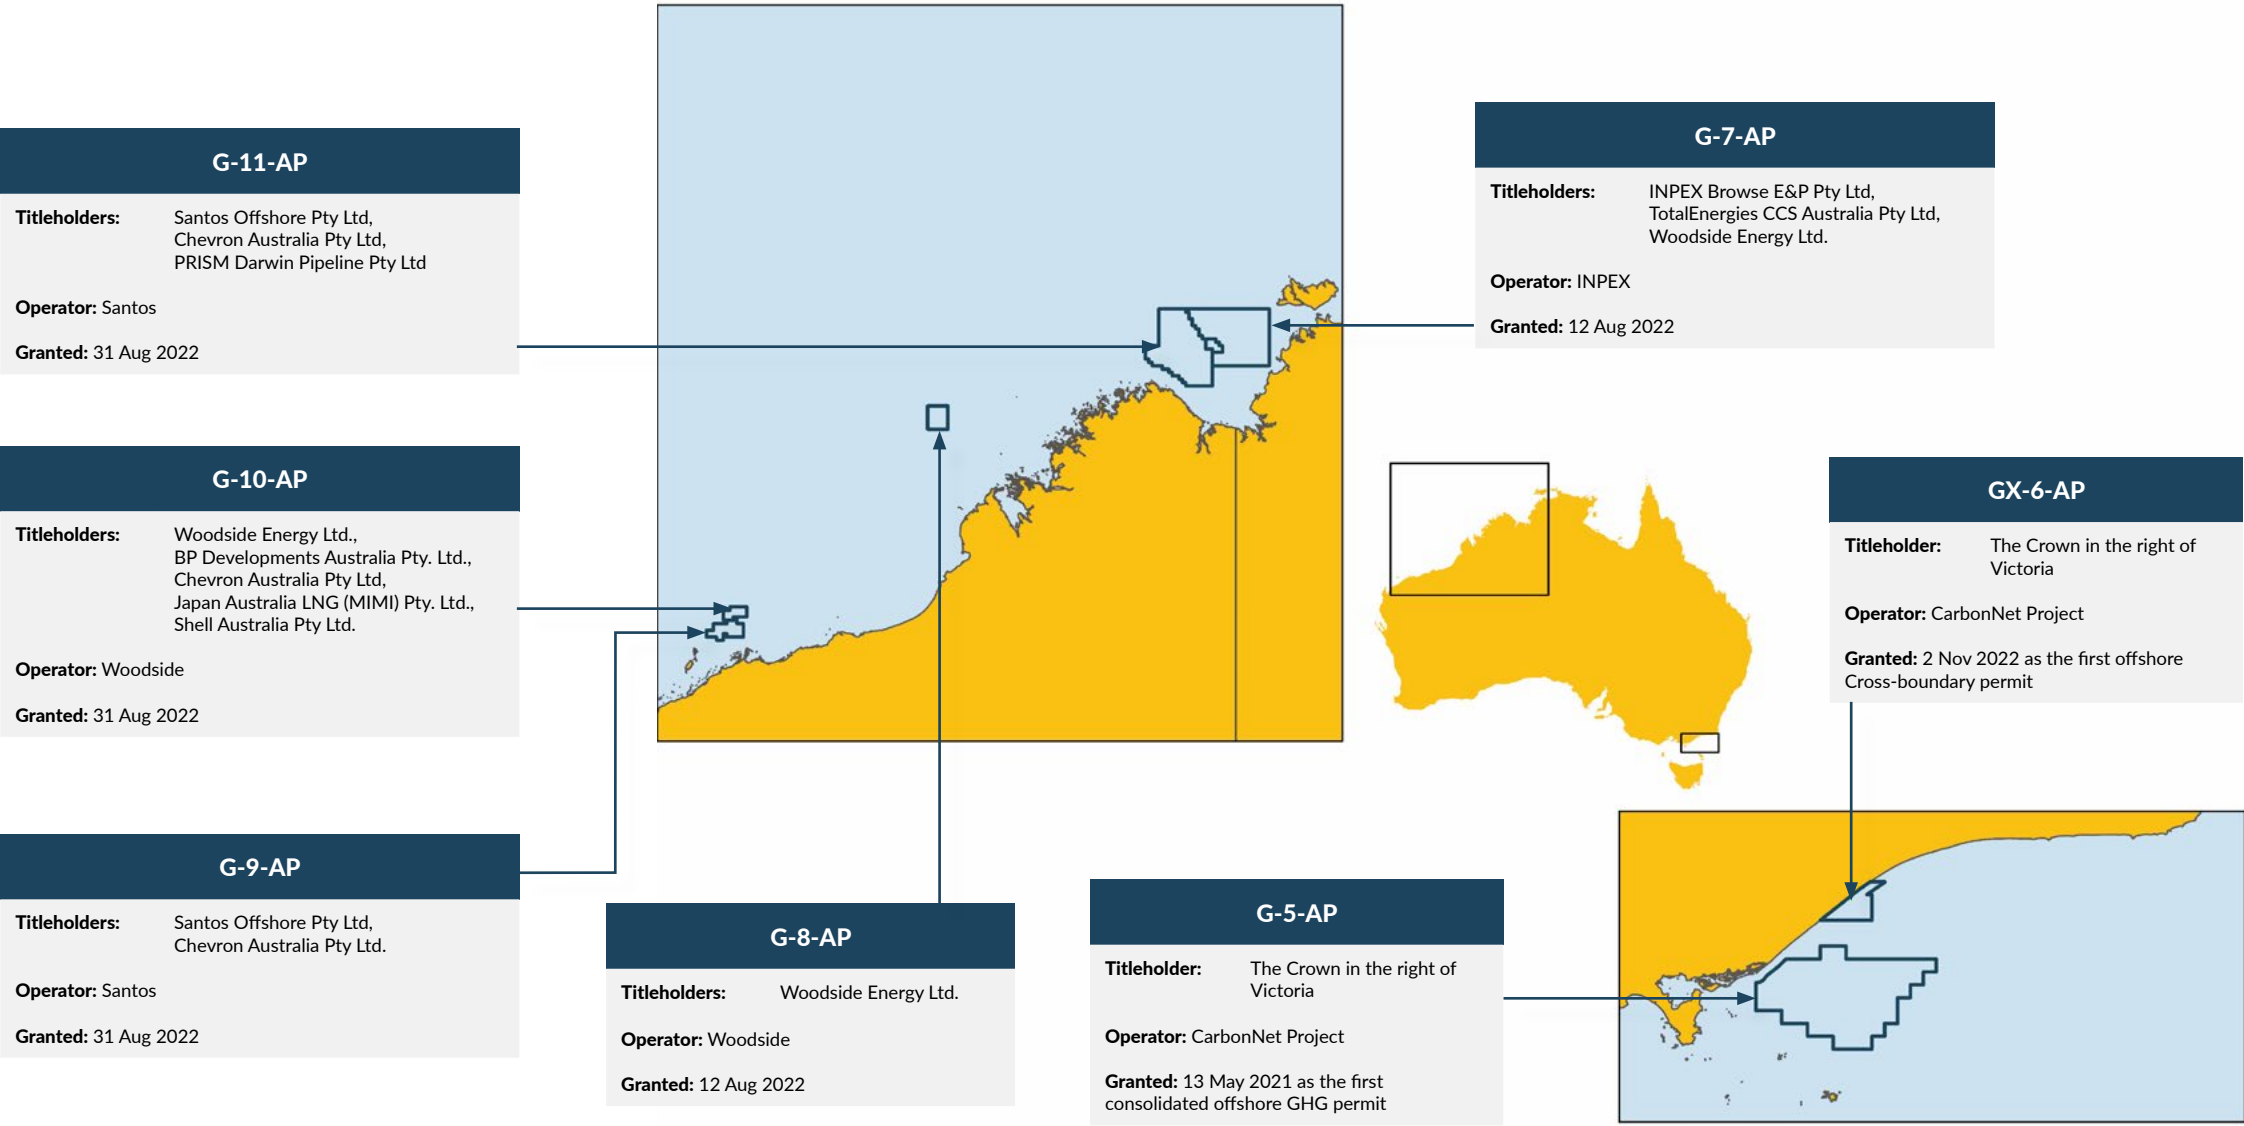 G-11-AP
Titleholders: Santos Offshore Pty Ltd,
Chevron Australia Pty Ltd,
PRISM Darwin Pipeline Pty Ltd
Operator: Santos
Granted: 31 Aug 2022
G-7-AP
Titleholders: INPEX Browse E&P Pty Ltd,
TotalEnergies CCS Australia Pty Ltd,
Woodside Energy Ltd.
Operator: INPEX
Granted: 12 Aug 2022
G-10-AP
Titleholders: Woodside Energy Ltd.,
BP Developments Australia Pty. Ltd.,
Chevron Australia Pty Ltd,
Japan Australia LNG (MIMI) Pty. Ltd.,
Shell Australia Pty Ltd.
Operator: Woodside
Granted: 31 Aug 2022
GX-6-AP
Titleholder: The Crown in the right of
Victoria
Operator: CarbonNet Project
Granted: 2 Nov 2022 as the first offshore
Cross-boundary permit
G-9-AP
Titleholders: Santos Offshore Pty Ltd,
Chevron Australia Pty Ltd.
Operator: Santos
Granted: 31 Aug 2022
G-8-AP
Titleholders: Woodside Energy Ltd.
Operator: Woodside
Granted: 12 Aug 2022
G-5-AP
Titleholder: The Crown in the right of
Victoria
Operator: CarbonNet Project
Granted: 13 May 2021 as the first
consolidated offshore GHG permit